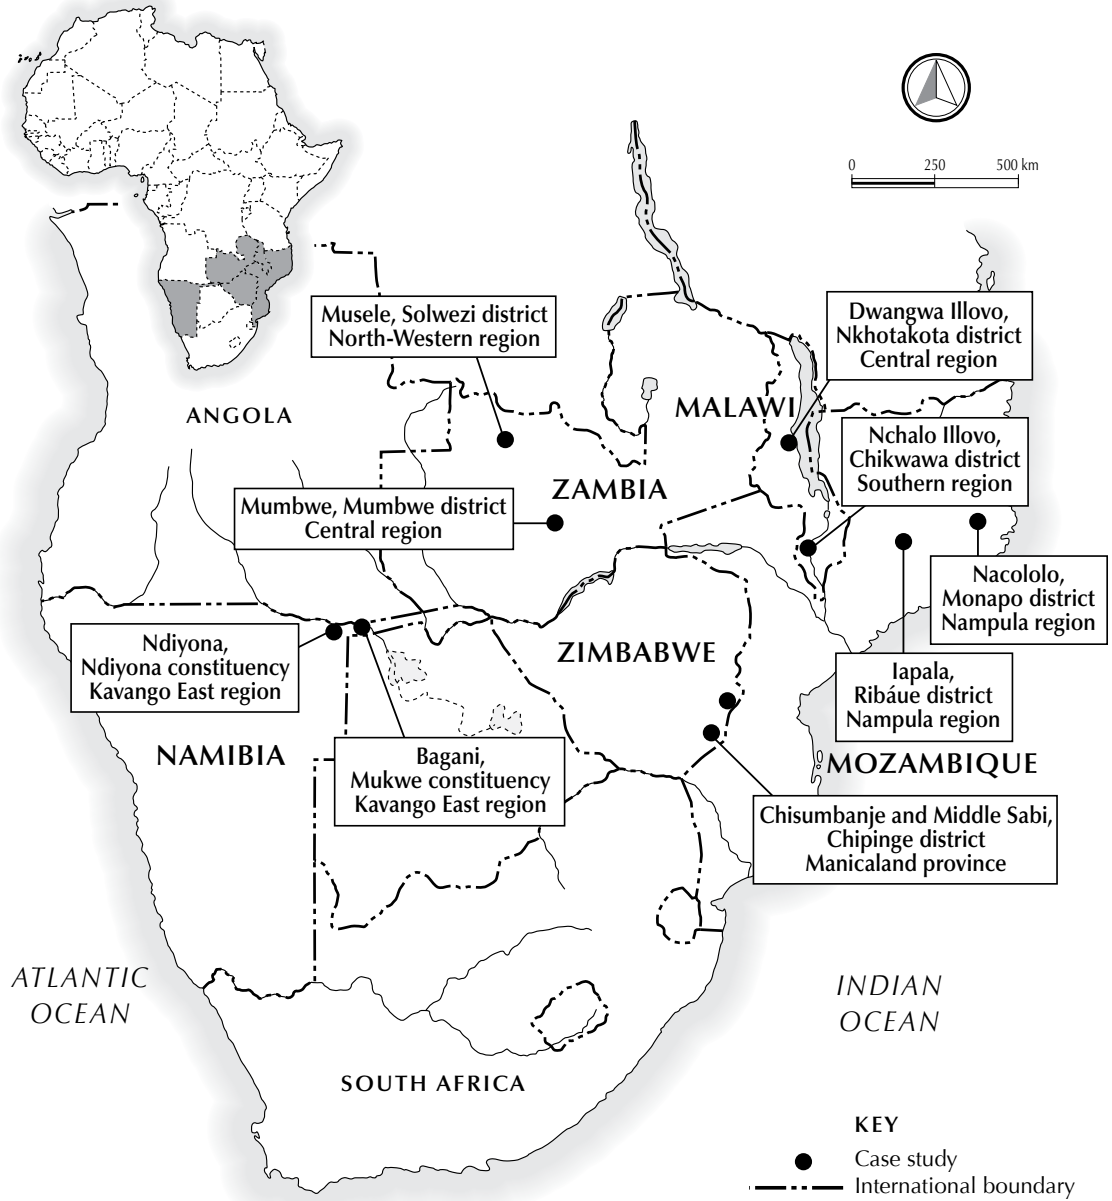 0 250 500 km
Musele, Solwezi district
North-Western region
Dwangwa Illovo,
Nkhotakota district
Central region
ANGOLA
MALAWI
Nchalo Illovo,
Chikwawa district
Southern region
ZAMBIA
Mumbwe, Mumbwe district
Central region
Nacololo,
Monapo district
Nampula region
Ndiyona,
Ndiyona constituency
Kavango East region
ZIMBABWE
Iapala,
Ribáue district
Nampula region
NAMIBIA
Bagani,
Mukwe constituency
Kavango East region
MOZAMBIQUE
Chisumbanje and Middle Sabi,
Chipinge district
Manicaland province
ATLANTIC
OCEAN
INDIAN
OCEAN
SOUTH AFRICA
KEY
Case study
International boundary